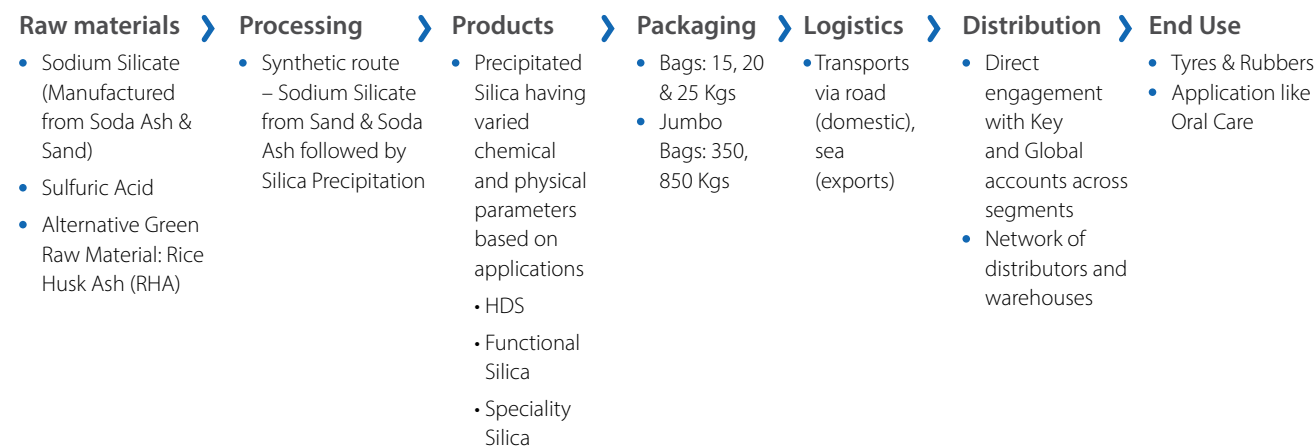 Raw materials
• Sodium Silicate
(Manufactured
from Soda Ash &
Sand)
• Sulfuric Acid
• Alternative Green
Raw Material: Rice
Husk Ash (RHA)
Processing
• Synthetic route
– Sodium Silicate
from Sand & Soda
Ash followed by
Silica Precipitation
Products
• Precipitated
Silica having
varied
chemical
and physical
parameters
based on
applications
• HDS
• Functional
Silica
• Speciality
Silica
Packaging
• Bags: 15, 20
& 25 Kgs
• Jumbo
Bags: 350,
850 Kgs
Logistics
• Transports
via road
(domestic),
sea
(exports)
Distribution
• Direct
engagement
with Key
and Global
accounts across
segments
• Network of
distributors and
warehouses
End Use
• Tyres & Rubbers
• Application like
Oral Care